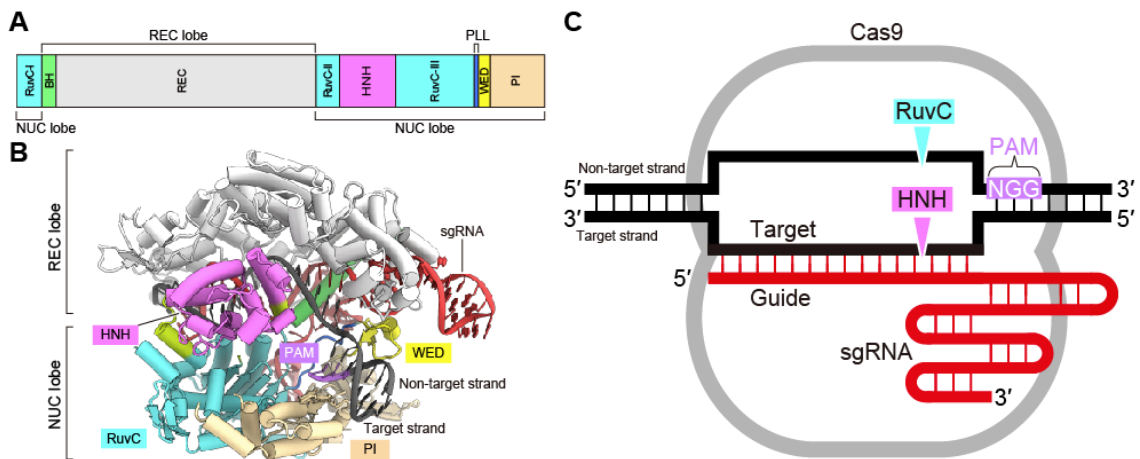 A
REC lobe
PLL
RuvC-I
BH
REC
RuvC-II
HNH
RuvC-III
WED
PI
NUC lobe
NUC lobe
B
REC lobe
NUC lobe
sgRNA
HNH
PAM
WED
Non-target strand
Target strand
RuvC
PI
C
Cas9
RuvC
PAM
Non-target strand
5′
NGG
3′
HNH
3′
5′
Target strand
Target
5′
Guide
sgRNA
3′